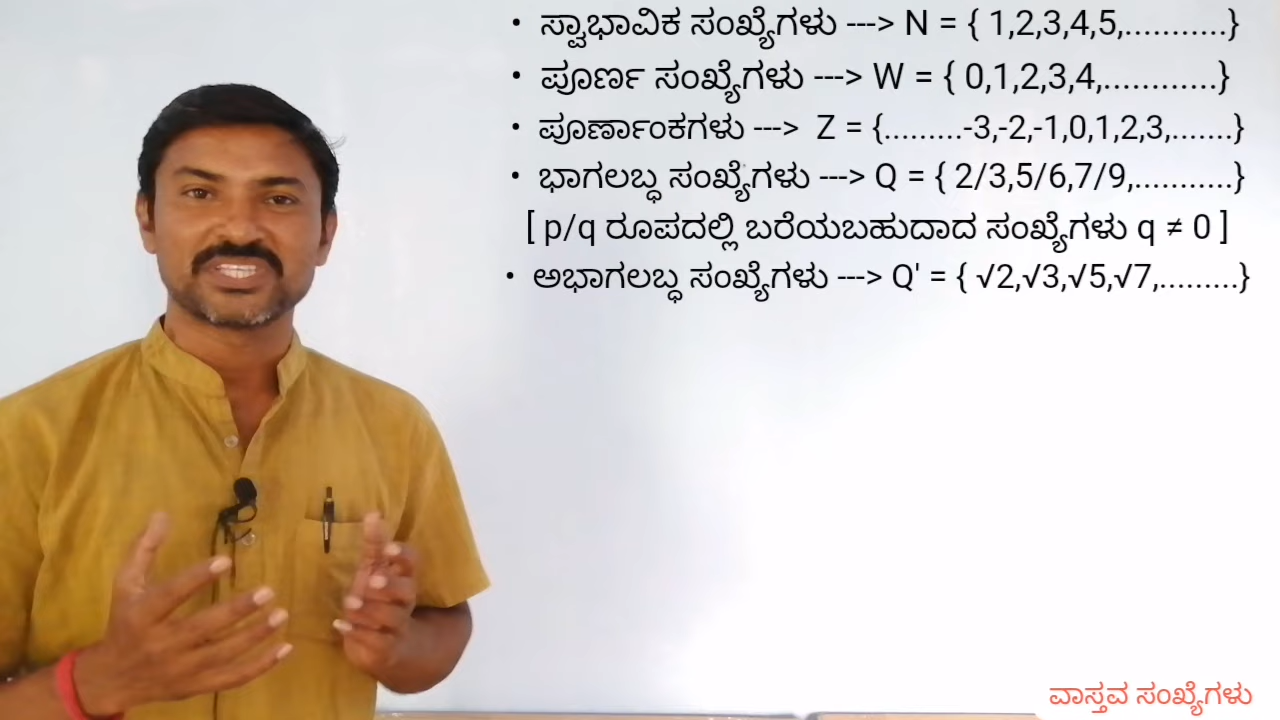 • ಸ್ವಾಭಾವಿಕ ಸಂಖ್ಯೆಗಳು ---> N = { 1,2,3,4,5,...........}
• ಪೂರ್ಣ ಸಂಖ್ಯೆಗಳು ---> W = { 0,1,2,3,4,............}
• ಪೂರ್ಣಾಂಕಗಳು ---> Z = {.........-3,-2,-1,0,1,2,3,.......}
• ಭಾಗಲಬ್ಧ ಸಂಖ್ಯೆಗಳು ---> Q = { 2/3,5/6,7/9,...........}
[ p/q ರೂಪದಲ್ಲಿ ಬರೆಯಬಹುದಾದ ಸಂಖ್ಯೆಗಳು q ≠ 0 ]
• ಅಭಾಗಲಬ್ಧ ಸಂಖ್ಯೆಗಳು ---> Q' = { √2,√3,√5,√7,.........}
ವಾಸ್ತವ ಸಂಖ್ಯೆಗಳು